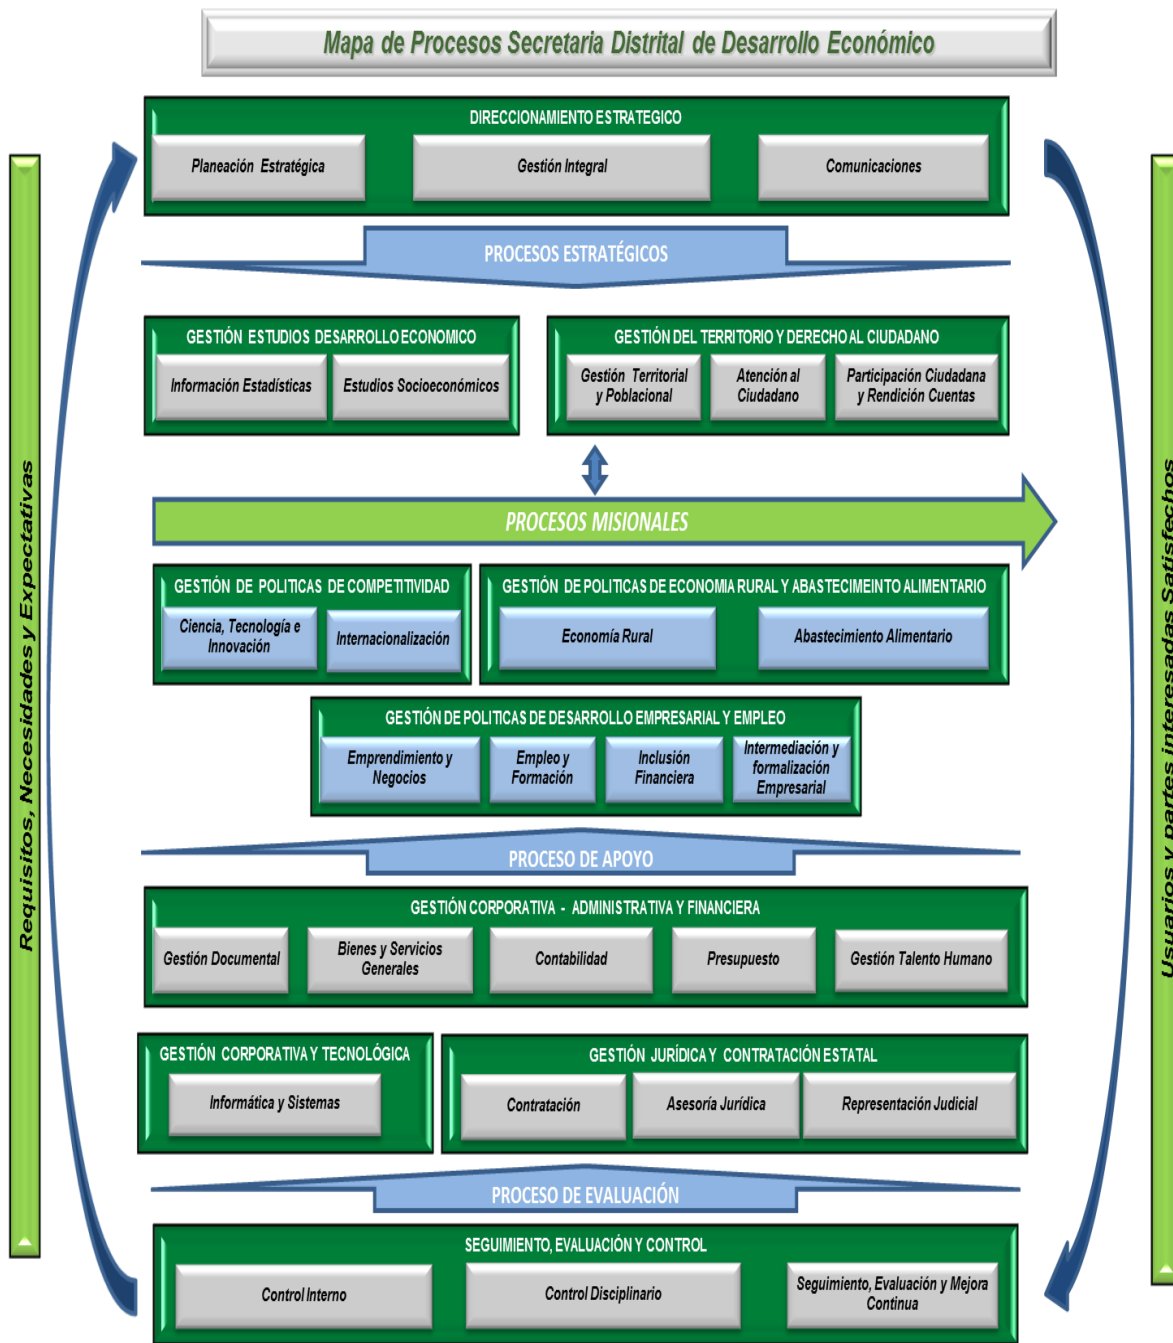 Mapa de Procesos Secretaria Distrital de Desarrollo Económico
DIRECCIONAMIENTO ESTRATEGICO
Planeación Estratégica
Gestión Integral
Comunicaciones
PROCESOS ESTRATÉGICOS
GESTIÓN ESTUDIOS DESARROLLO ECONOMICO
Información Estadísticas
Estudios Socioeconómicos
GESTIÓN DEL TERRITORIO Y DERECHO AL CIUDADANO
Gestión Territorial
y Poblacional
Atención al
Ciudadano
Participación Ciudadana
y Rendición Cuentas
PROCESOS MISIONALES
GESTIÓN DE POLITICAS DE COMPETITIVIDAD
Ciencia, Tecnología e
Innovación
Internacionalización
GESTIÓN DE POLITICAS DE ECONOMIA RURAL Y ABASTECIMEINTO ALIMENTARIO
Economía Rural
Abastecimiento Alimentario
GESTIÓN DE POLITICAS DE DESARROLLO EMPRESARIAL Y EMPLEO
Emprendimiento y
Negocios
Empleo y
Formación
Inclusión
Financiera
Intermediación y
formalización
Empresarial
PROCESO DE APOYO
GESTIÓN CORPORATIVA - ADMINISTRATIVA Y FINANCIERA
Gestión Documental
Bienes y Servicios
Generales
Contabilidad
Presupuesto
Gestión Talento Humano
GESTIÓN CORPORATIVA Y TECNOLÓGICA
Informática y Sistemas
GESTIÓN JURÍDICA Y CONTRATACIÓN ESTATAL
Contratación
Asesoría Jurídica
Representación Judicial
PROCESO DE EVALUACIÓN
SEGUIMIENTO, EVALUACIÓN Y CONTROL
Control Interno
Control Disciplinario
Seguimiento, Evaluación y Mejora
Continua
Requisitos, Necesidades y Expectativas
Usuarios y partes interesadas Satisfechos